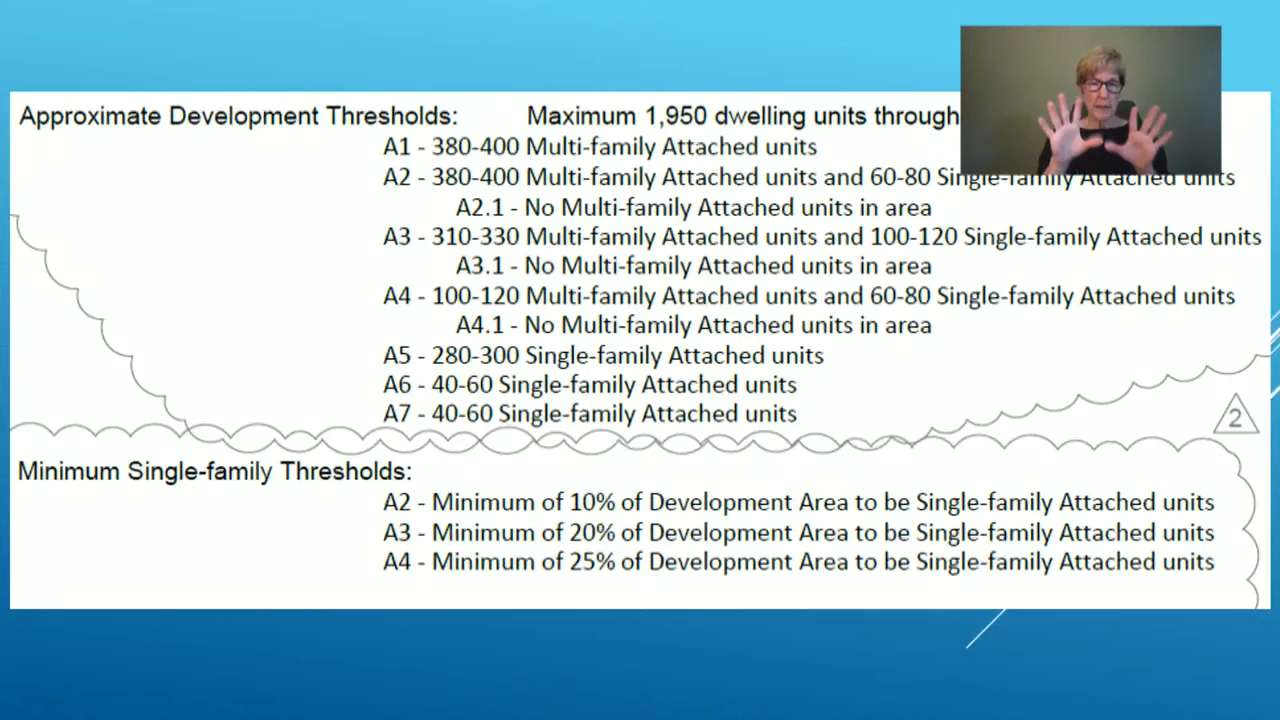 Approximate Development Thresholds: Maximum 1,950 dwelling units through
A1 - 380-400 Multi-family Attached units
A2 - 380-400 Multi-family Attached units and 60-80 Single-family Attached units
A2.1 - No Multi-family Attached units in area
A3 - 310-330 Multi-family Attached units and 100-120 Single-family Attached units
A3.1 - No Multi-family Attached units in area
A4 - 100-120 Multi-family Attached units and 60-80 Single-family Attached units
A4.1 - No Multi-family Attached units in area
A5 - 280-300 Single-family Attached units
A6 - 40-60 Single-family Attached units
A7 - 40-60 Single-family Attached units
2
Minimum Single-family Thresholds:
A2 - Minimum of 10% of Development Area to be Single-family Attached units
A3 - Minimum of 20% of Development Area to be Single-family Attached units
A4 - Minimum of 25% of Development Area to be Single-family Attached units